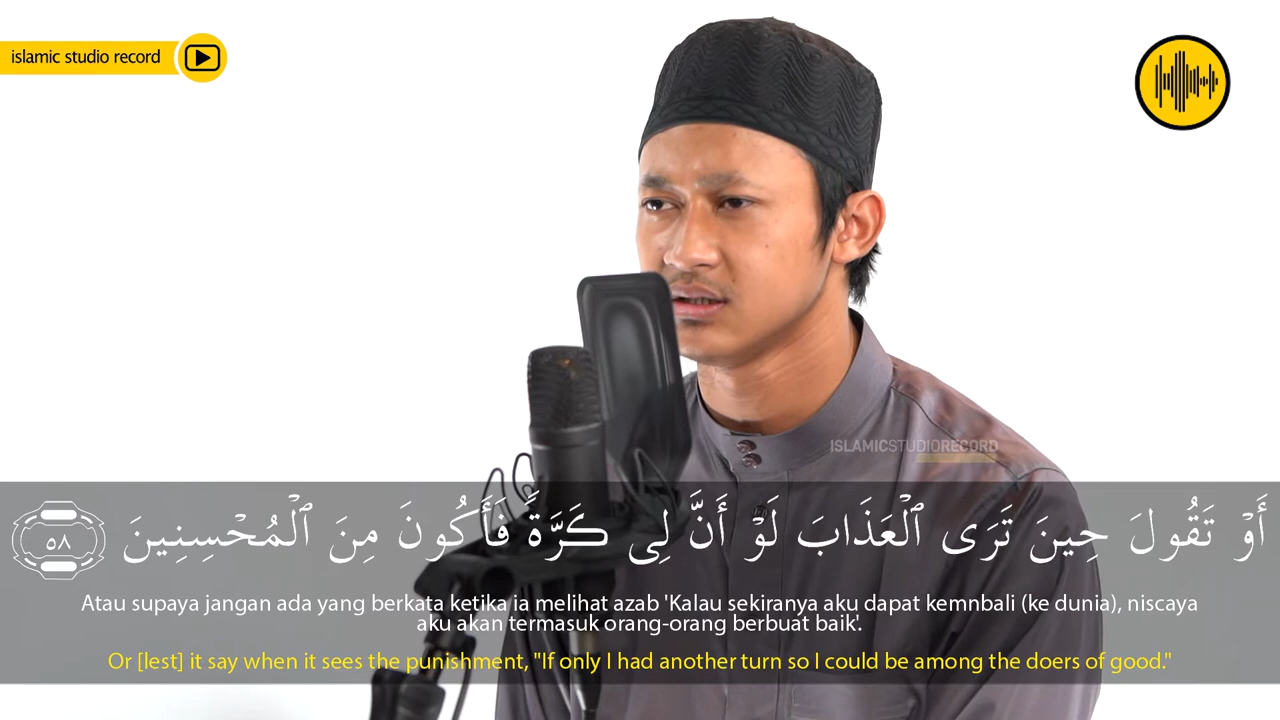 islamic studio record
ISLAMICSTUDIORECORD
أَوْ تَقُولَ حِينَ تَرَى ٱلْعَذَابَ لَوْ أَنَّ لِى كَرَّةً فَأَكُونَ مِنَ ٱلْمُحْسِنِينَ ٥٨
Atau supaya jangan ada yang berkata ketika ia melihat azab 'Kalau sekiranya aku dapat kemnbali (ke dunia), niscaya
aku akan termasuk orang-orang berbuat baik'.
Or [lest] it say when it sees the punishment, "If only I had another turn so I could be among the doers of good."